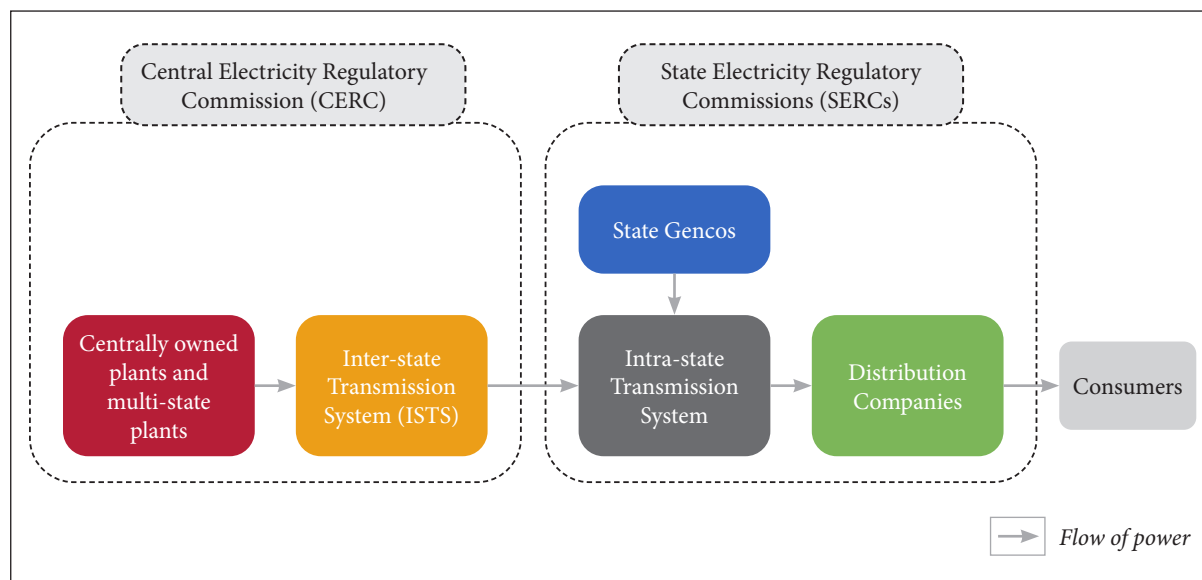 Central Electricity Regulatory
Commission (CERC)
State Electricity Regulatory
Commissions (SERCs)
State Gencos
Centrally owned
plants and
multi-state
plants
Inter-state
Transmission
System (ISTS)
Intra-state
Transmission
System
Distribution
Companies
Consumers
Flow of power